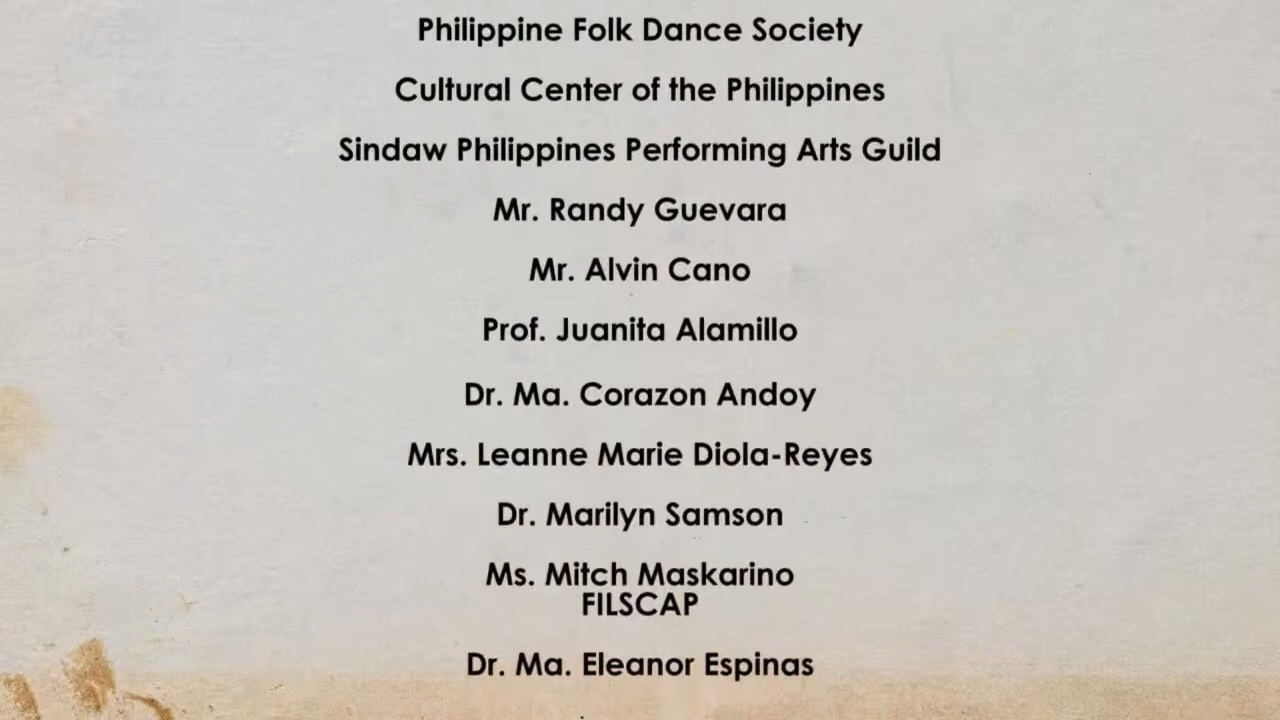 Philippine Folk Dance Society
Cultural Center of the Philippines
Sindaw Philippines Performing Arts Guild
Mr. Randy Guevara
Mr. Alvin Cano
Prof. Juanita Alamillo
Dr. Ma. Corazon Andoy
Mrs. Leanne Marie Diola-Reyes
Dr. Marilyn Samson
Ms. Mitch Maskarino
FILSCAP
Dr. Ma. Eleanor Espinas